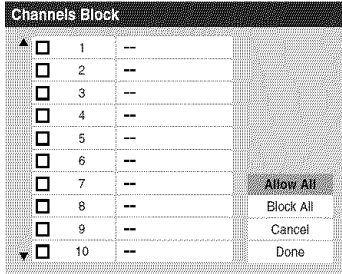 Channels Block
1 --
2 --
3 --
4 --
5 --
6 --
7 -- Allow All
8 -- Block All
9 -- Cancel
10 -- Done